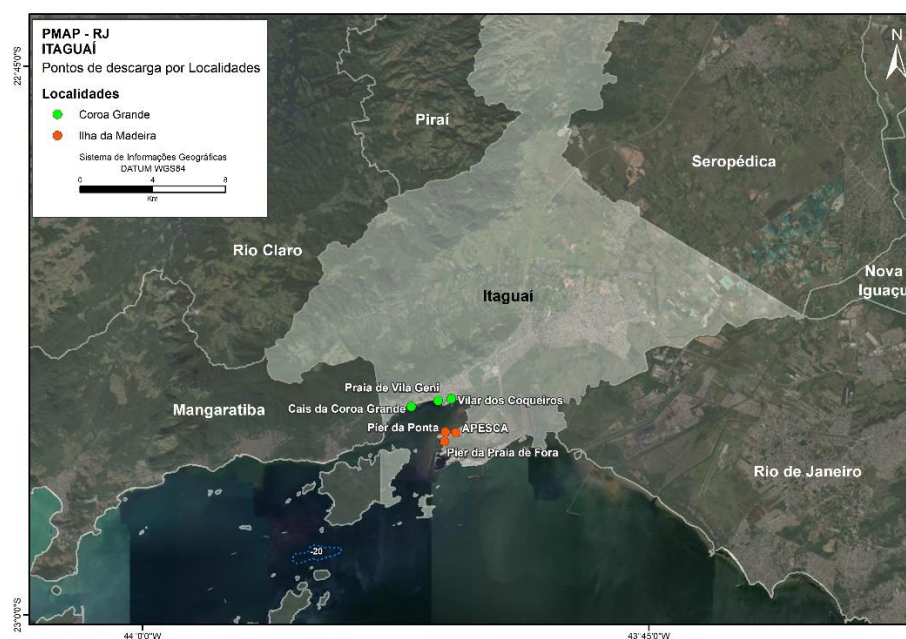 PMAP - RJ
ITAGUAÍ
Pontos de descarga por Localidades
Localidades
Coroa Grande
Ilha da Madeira
Sistema de Informações Geográficas
DATUM WGS84
0 4 8
Km
N
22°45'0"S
Piraí
Seropédica
Rio Claro
Nova
Iguaçu
Itaguaí
Praia de Vila Geni
Vilar dos Coqueiros
Mangaratiba
Cais da Coroa Grande
Píer da Ponta
APESCA
Píer da Praia de Fora
Rio de Janeiro
-20
23°0'0"S
44°0'0"W
43°45'0"W